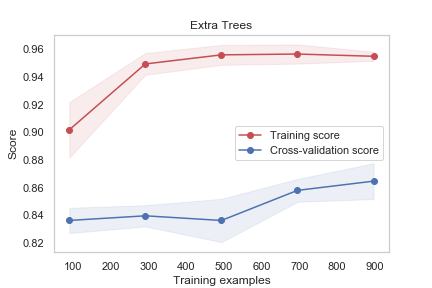 Extra Trees
Score
0.96
0.94
0.92
0.90
0.88
0.86
0.84
0.82
Training score
Cross-validation score
100 200 300 400 500 600 700 800 900
Training examples